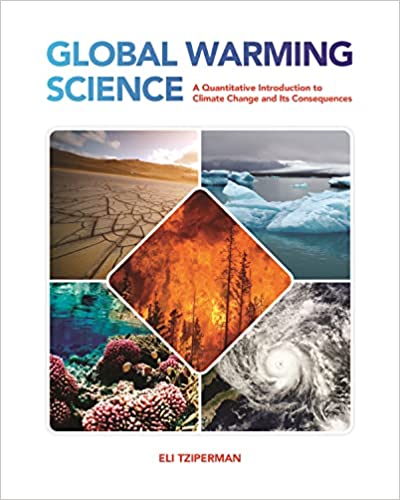 GLOBAL WARMING
SCIENCE
A Quantitative Introduction to
Climate Change and Its Consequences
ELI TZIPERMAN